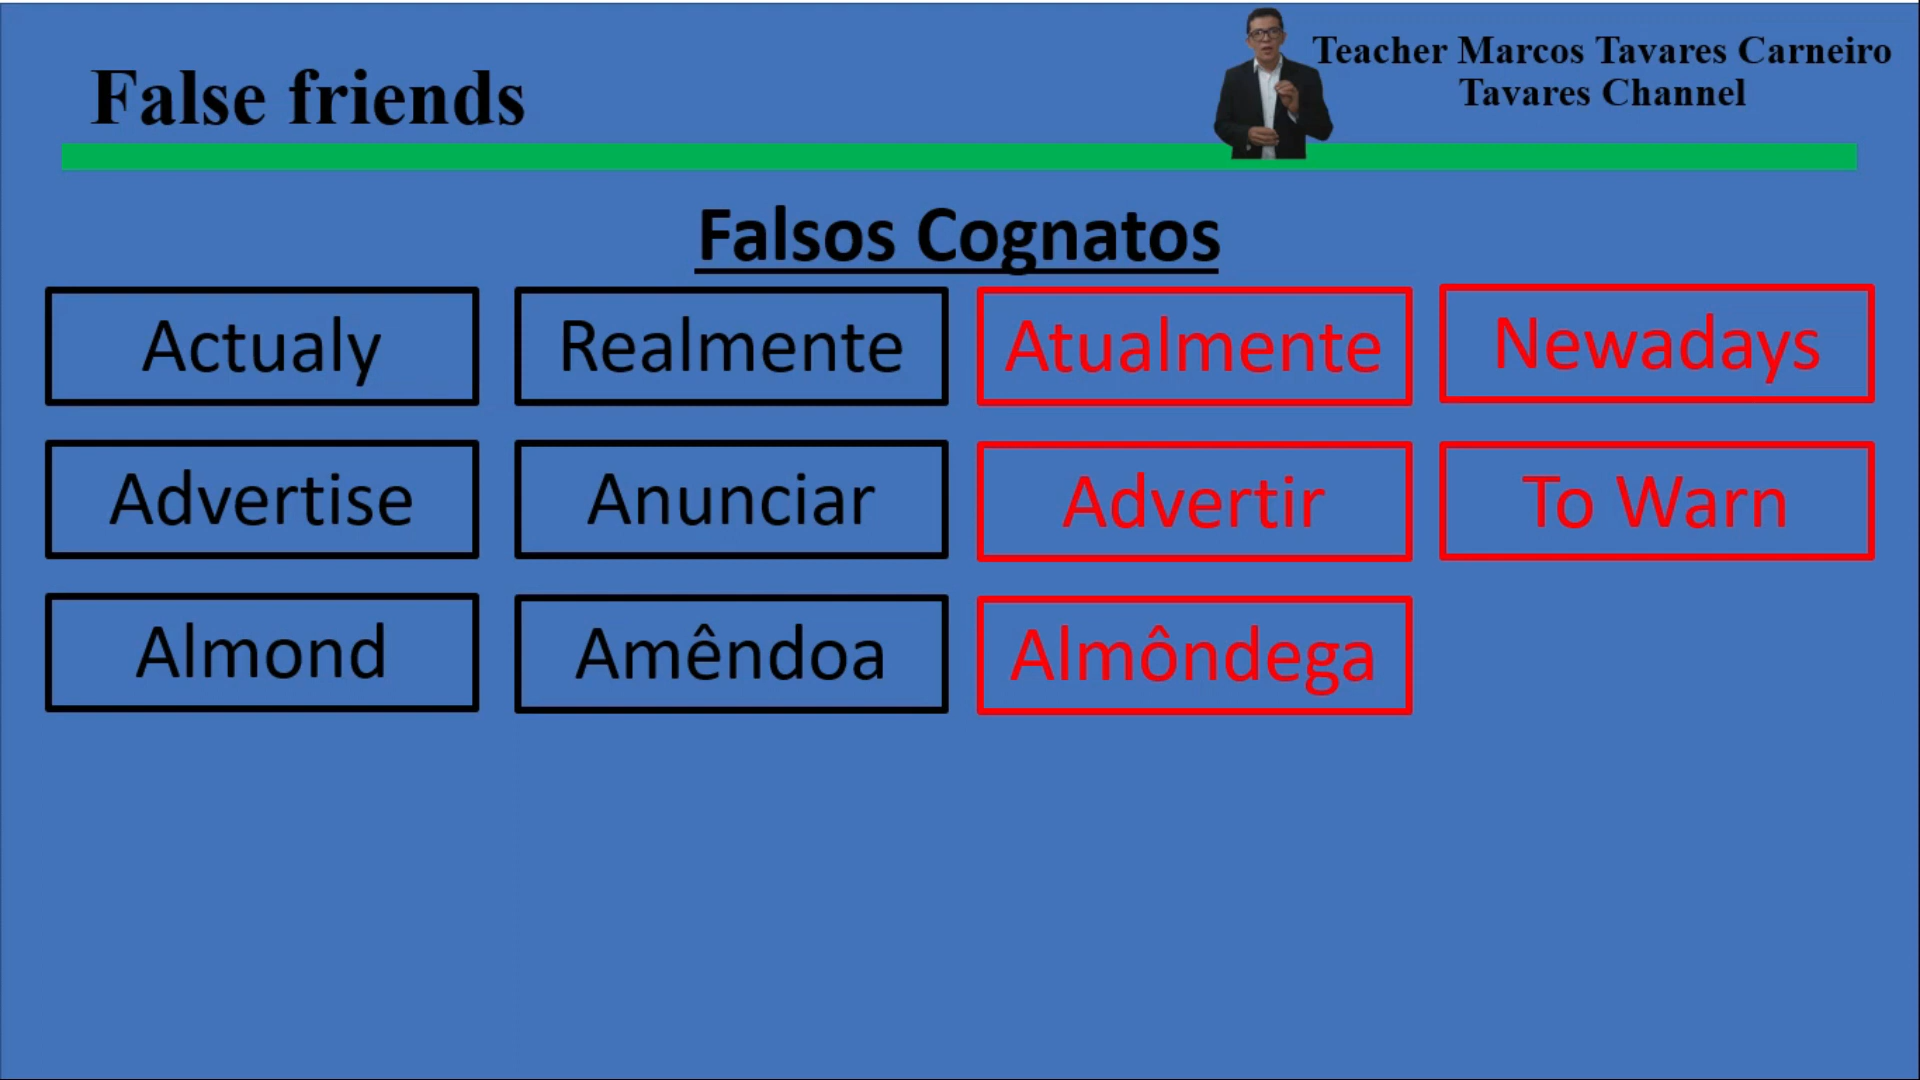 False friends
Teacher Marcos Tavares Carneiro
Tavares Channel
Falsos Cognatos
Actualy
Realmente
Atualmente
Newadays
Advertise
Anunciar
Advertir
To Warn
Almond
Amêndoa
Almôndega